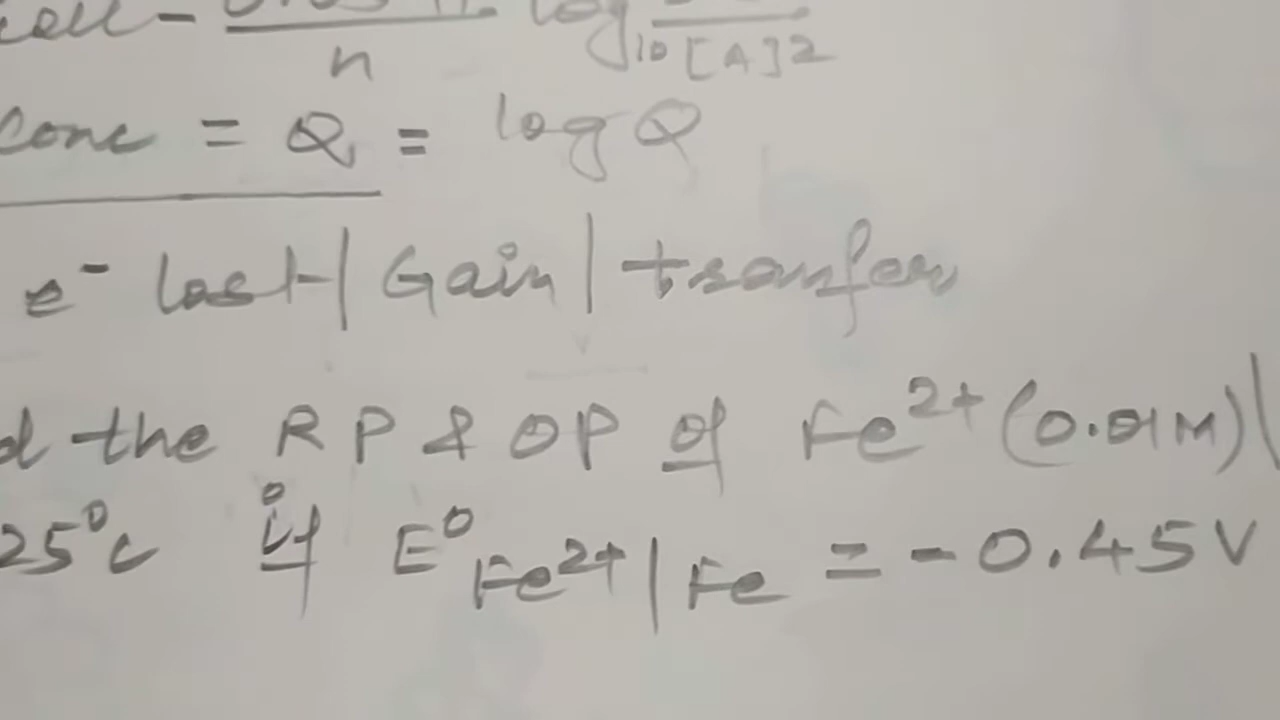 cell - n log10 [A]2
conc = Q = log Q
e- lost | Gain | transfer
d the RP & OP of Fe2+ (0.01M) |
25°C if E°Fe2+|Fe = -0.45V